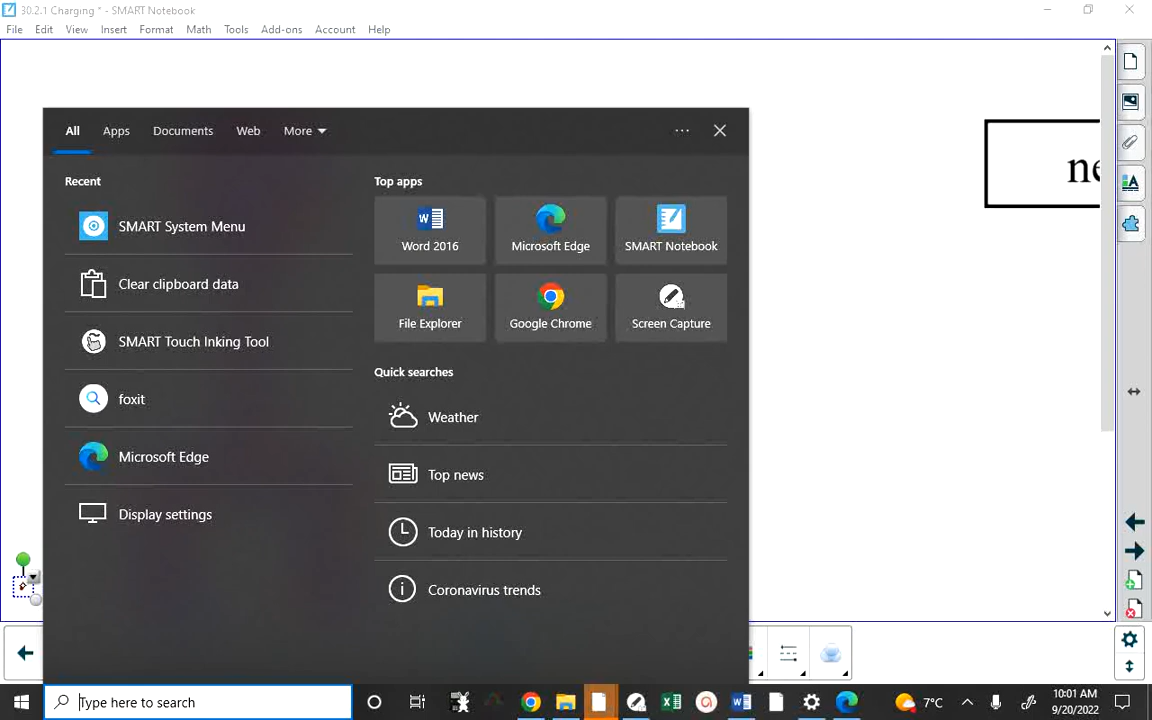 30.2.1 Charging * - SMART Notebook
File Edit View Insert Format Math Tools Add-ons Account Help
All Apps Documents Web More
Recent
SMART System Menu
Clear clipboard data
SMART Touch Inking Tool
foxit
Microsoft Edge
Display settings
Top apps
Word 2016 Microsoft Edge SMART Notebook
File Explorer Google Chrome Screen Capture
Quick searches
Weather
Top news
Today in history
Coronavirus trends
Type here to search
7°C
10:01 AM
9/20/2022